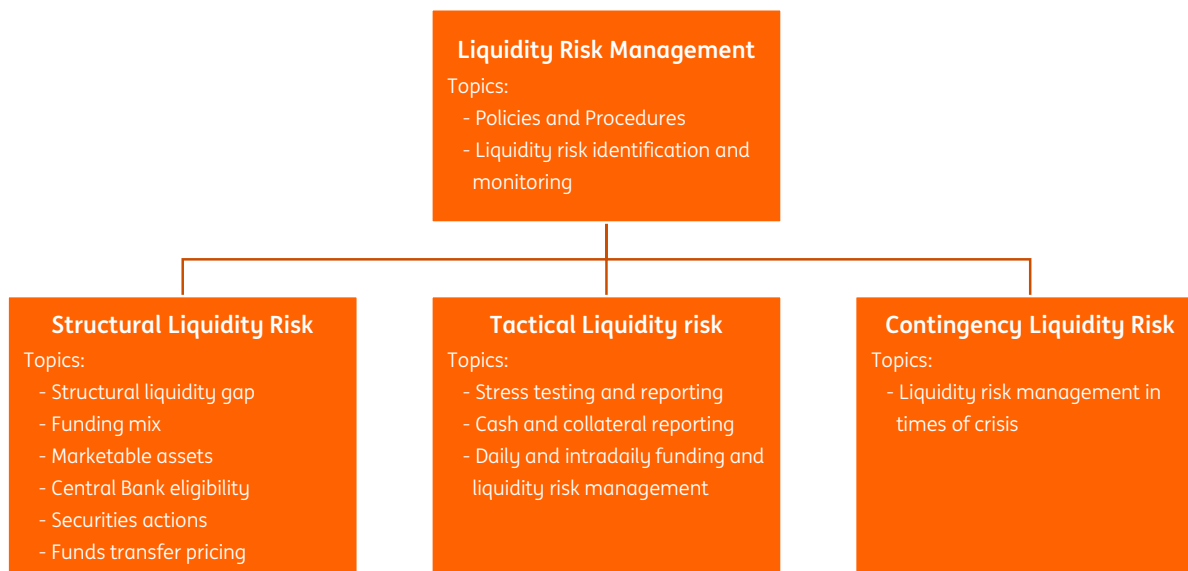 Liquidity Risk Management
Topics:
- Policies and Procedures
- Liquidity risk identification and
monitoring
Structural Liquidity Risk
Topics:
- Structural liquidity gap
- Funding mix
- Marketable assets
- Central Bank eligibility
- Securities actions
- Funds transfer pricing
Tactical Liquidity risk
Topics:
- Stress testing and reporting
- Cash and collateral reporting
- Daily and intradaily funding and
liquidity risk management
Contingency Liquidity Risk
Topics:
- Liquidity risk management in
times of crisis